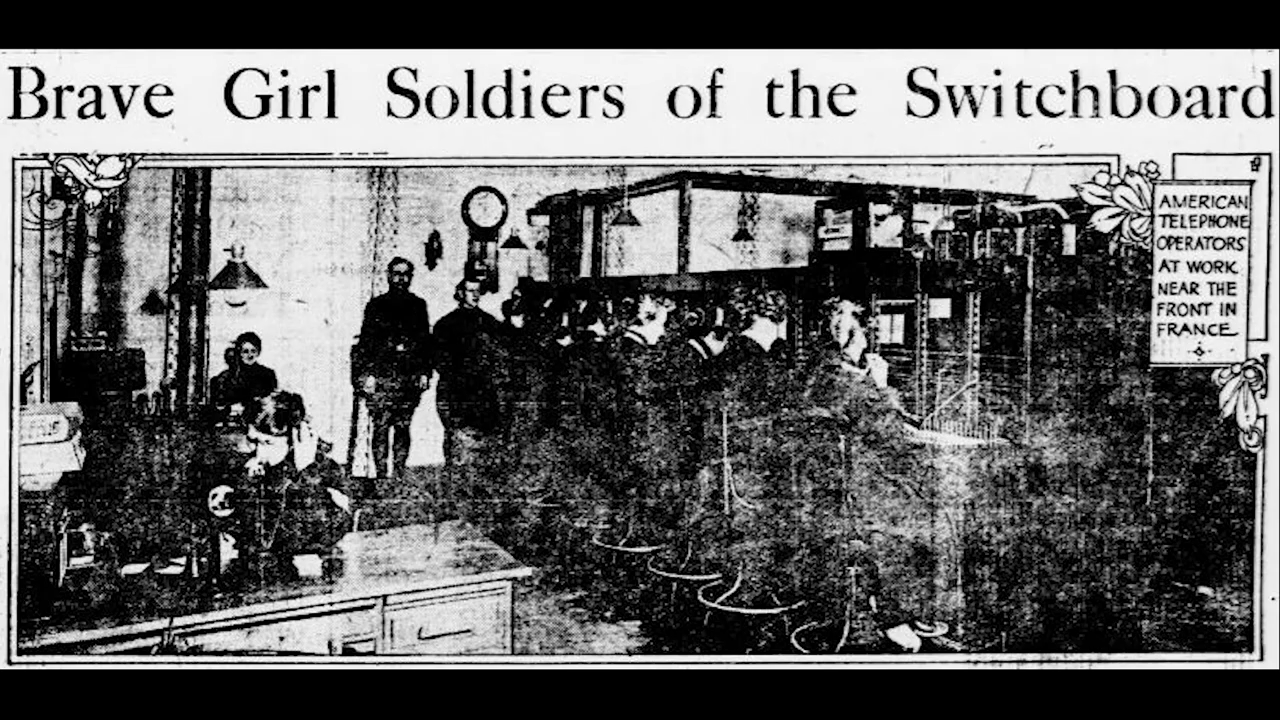 Brave Girl Soldiers of the Switchboard
AMERICAN
TELEPHONE
OPERATORS
AT WORK
NEAR THE
FRONT IN
FRANCE